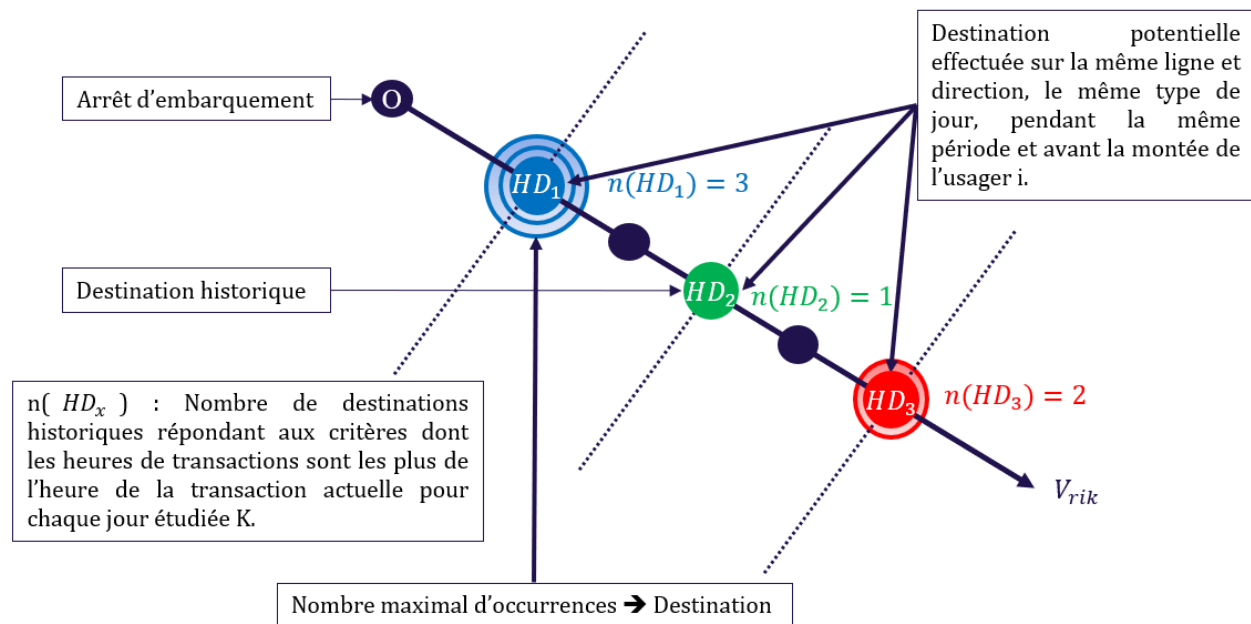 Destination potentielle
effectuée sur la même ligne et
direction, le même type de
jour, pendant la même
période et avant la montée de
l'usager i.
Arrêt d'embarquement
O
HD₁
n(HD₁) = 3
Destination historique
HD₂
n(HD₂) = 1
HD₃
n(HD₃) = 2
n( HDₓ ) : Nombre de destinations
historiques répondant aux critères dont
les heures de transactions sont les plus de
l'heure de la transaction actuelle pour
chaque jour étudiée K.
V_rik
Nombre maximal d'occurrences ➔ Destination